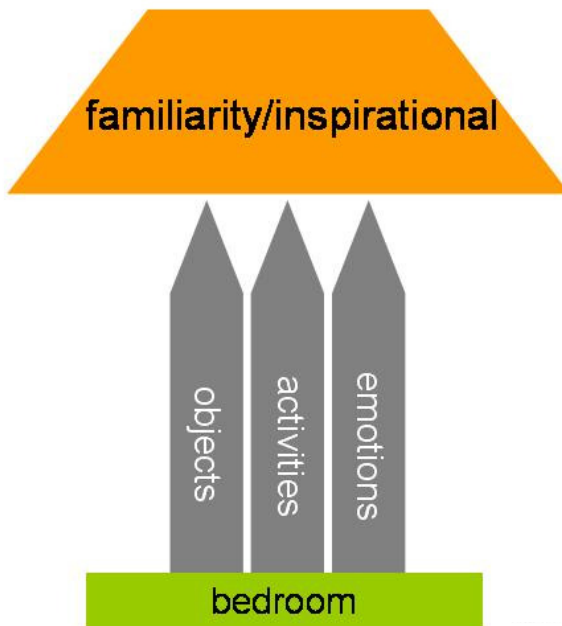 familiarity/inspirational
objects
activities
emotions
bedroom